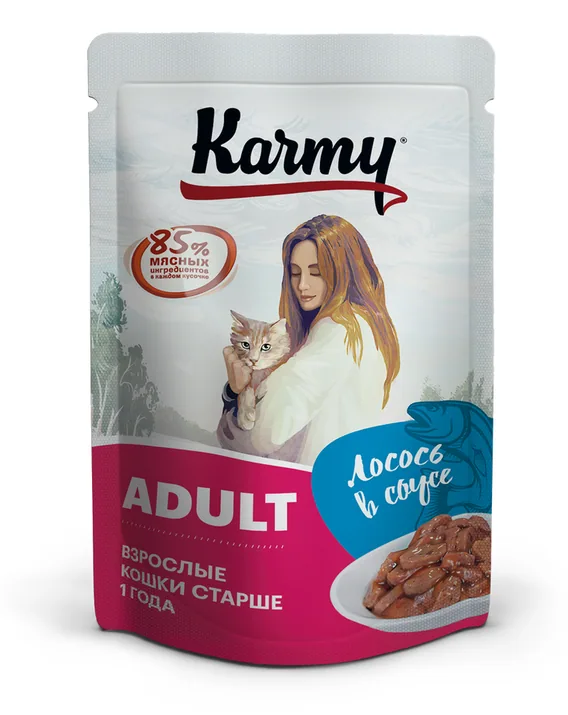 Karmy®
85%
МЯСНЫХ
ингредиентов
в каждом кусочке
Лосось
в соусе
ADULT
ВЗРОСЛЫЕ
КОШКИ СТАРШЕ
1 ГОДА